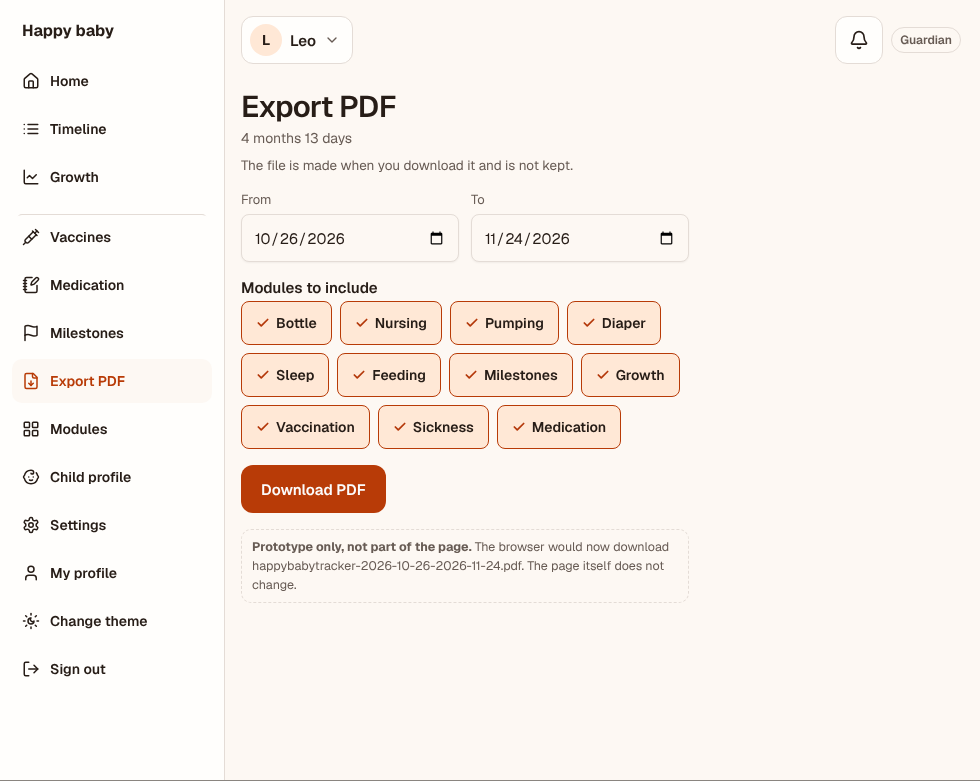 Happy baby
Home
Timeline
Growth
Vaccines
Medication
Milestones
Export PDF
Modules
Child profile
Settings
My profile
Change theme
Sign out
L Leo
Guardian
Export PDF
4 months 13 days
The file is made when you download it and is not kept.
From To
10/26/2026 11/24/2026
Modules to include
Bottle Nursing Pumping Diaper
Sleep Feeding Milestones Growth
Vaccination Sickness Medication
Download PDF
Prototype only, not part of the page. The browser would now download
happybabytracker-2026-10-26-2026-11-24.pdf. The page itself does not
change.